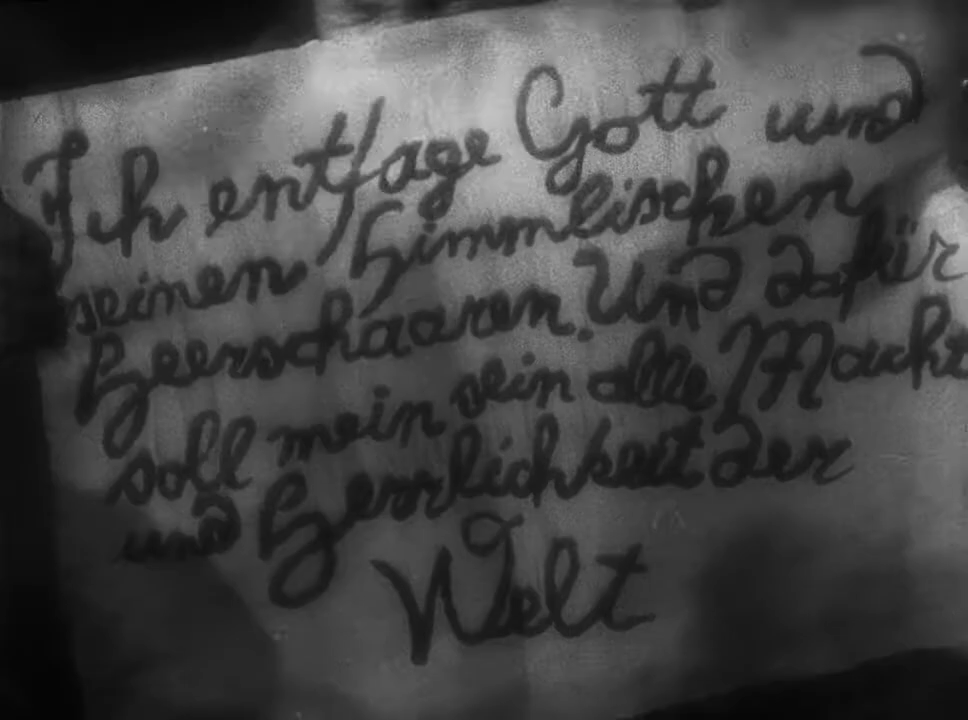 Ich entsage Gott und
seinen himmlischen
Heerschaaren. Und dafür
soll mein sein alle Macht
und Herrlichkeit der
Welt